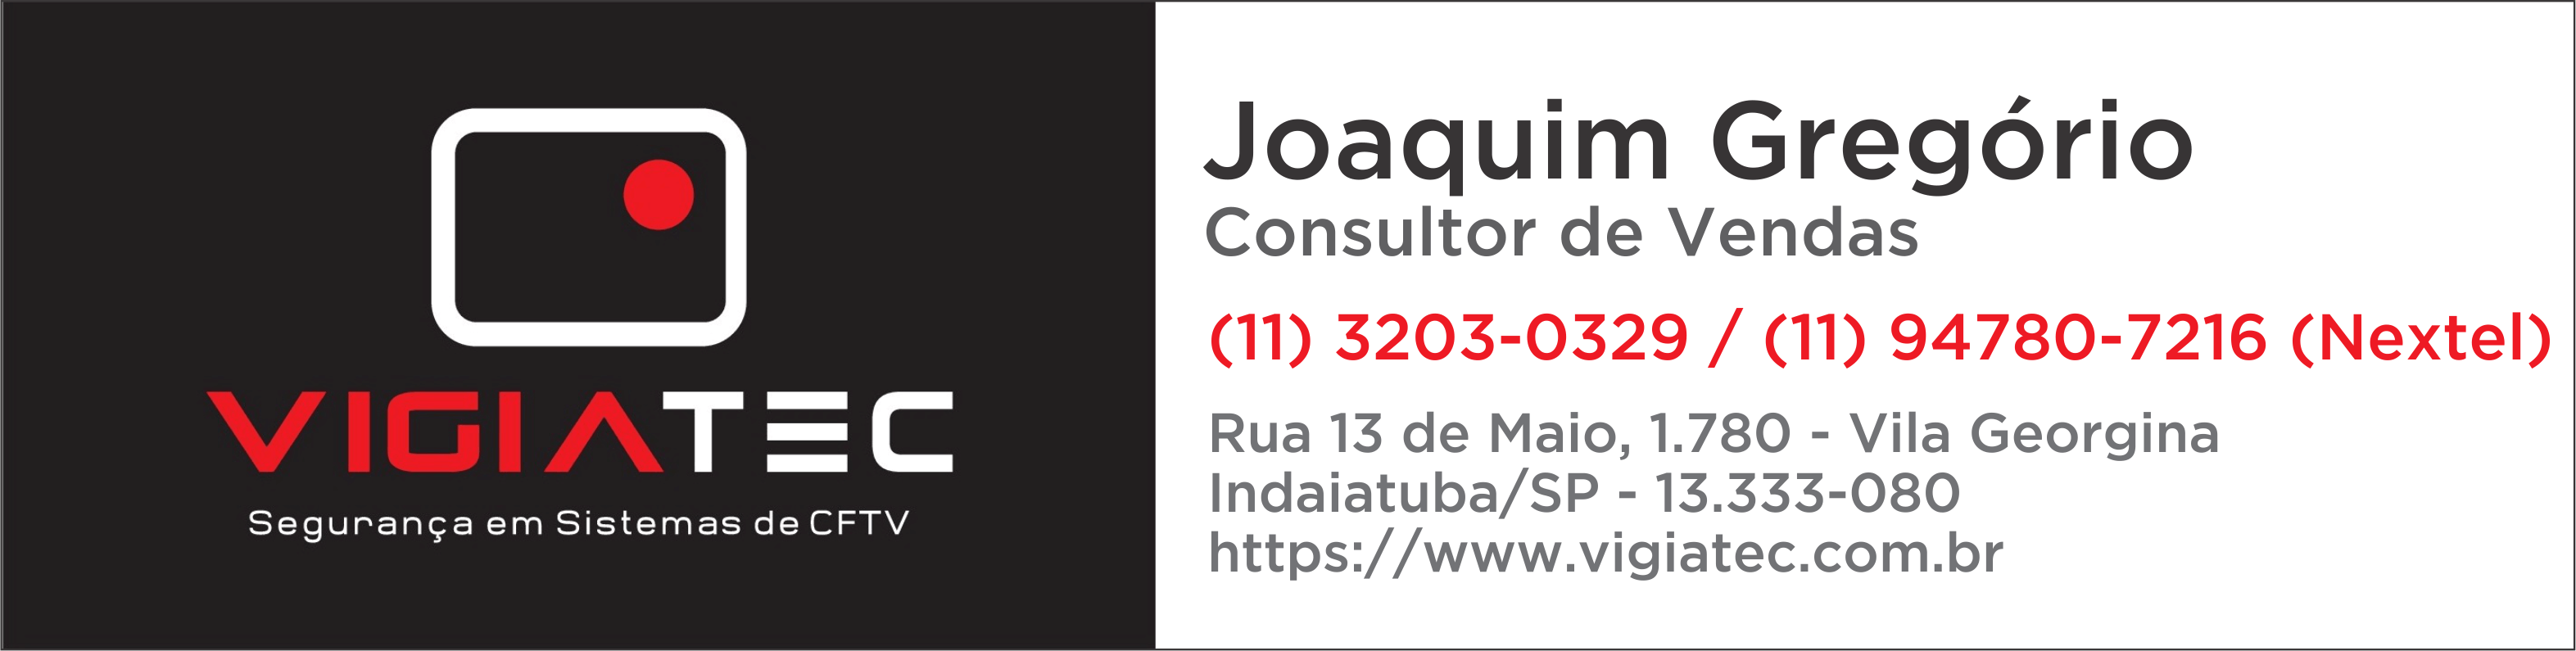 VIGIATEC
Segurança em Sistemas de CFTV
Joaquim Gregório
Consultor de Vendas
(11) 3203-0329 / (11) 94780-7216 (Nextel)
Rua 13 de Maio, 1.780 - Vila Georgina
Indaiatuba/SP - 13.333-080
https://www.vigiatec.com.br